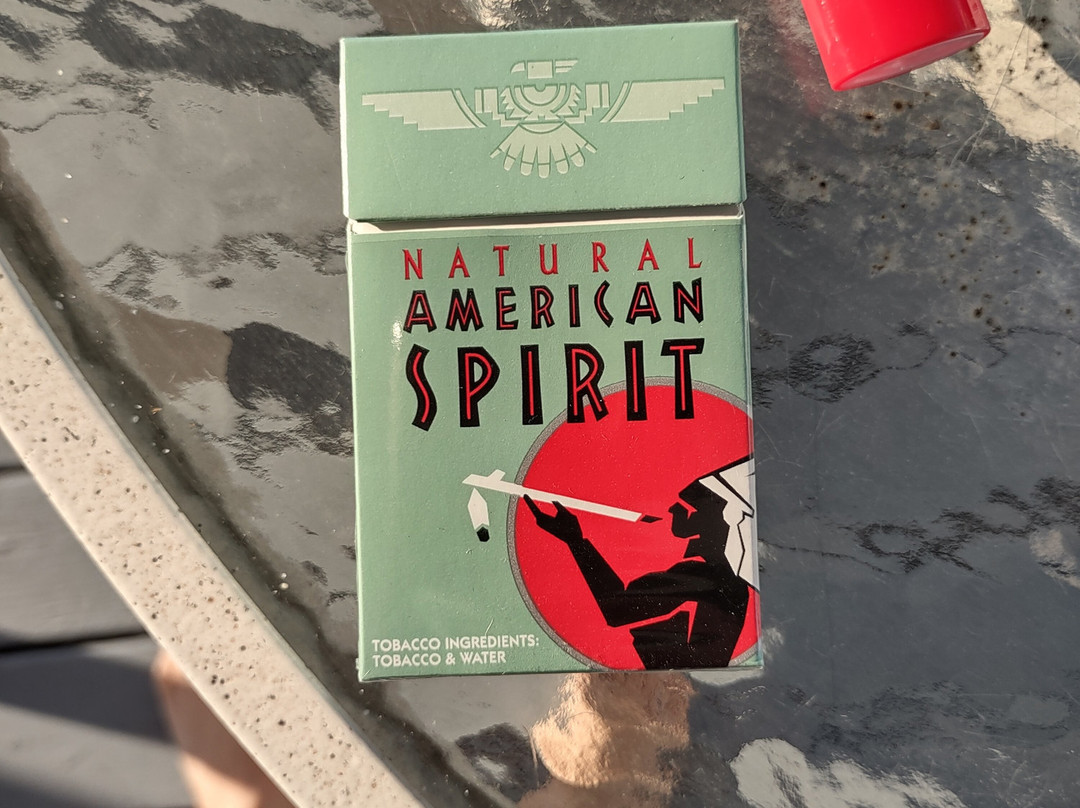 NATURAL
AMERICAN
SPIRIT
TOBACCO INGREDIENTS:
TOBACCO & WATER